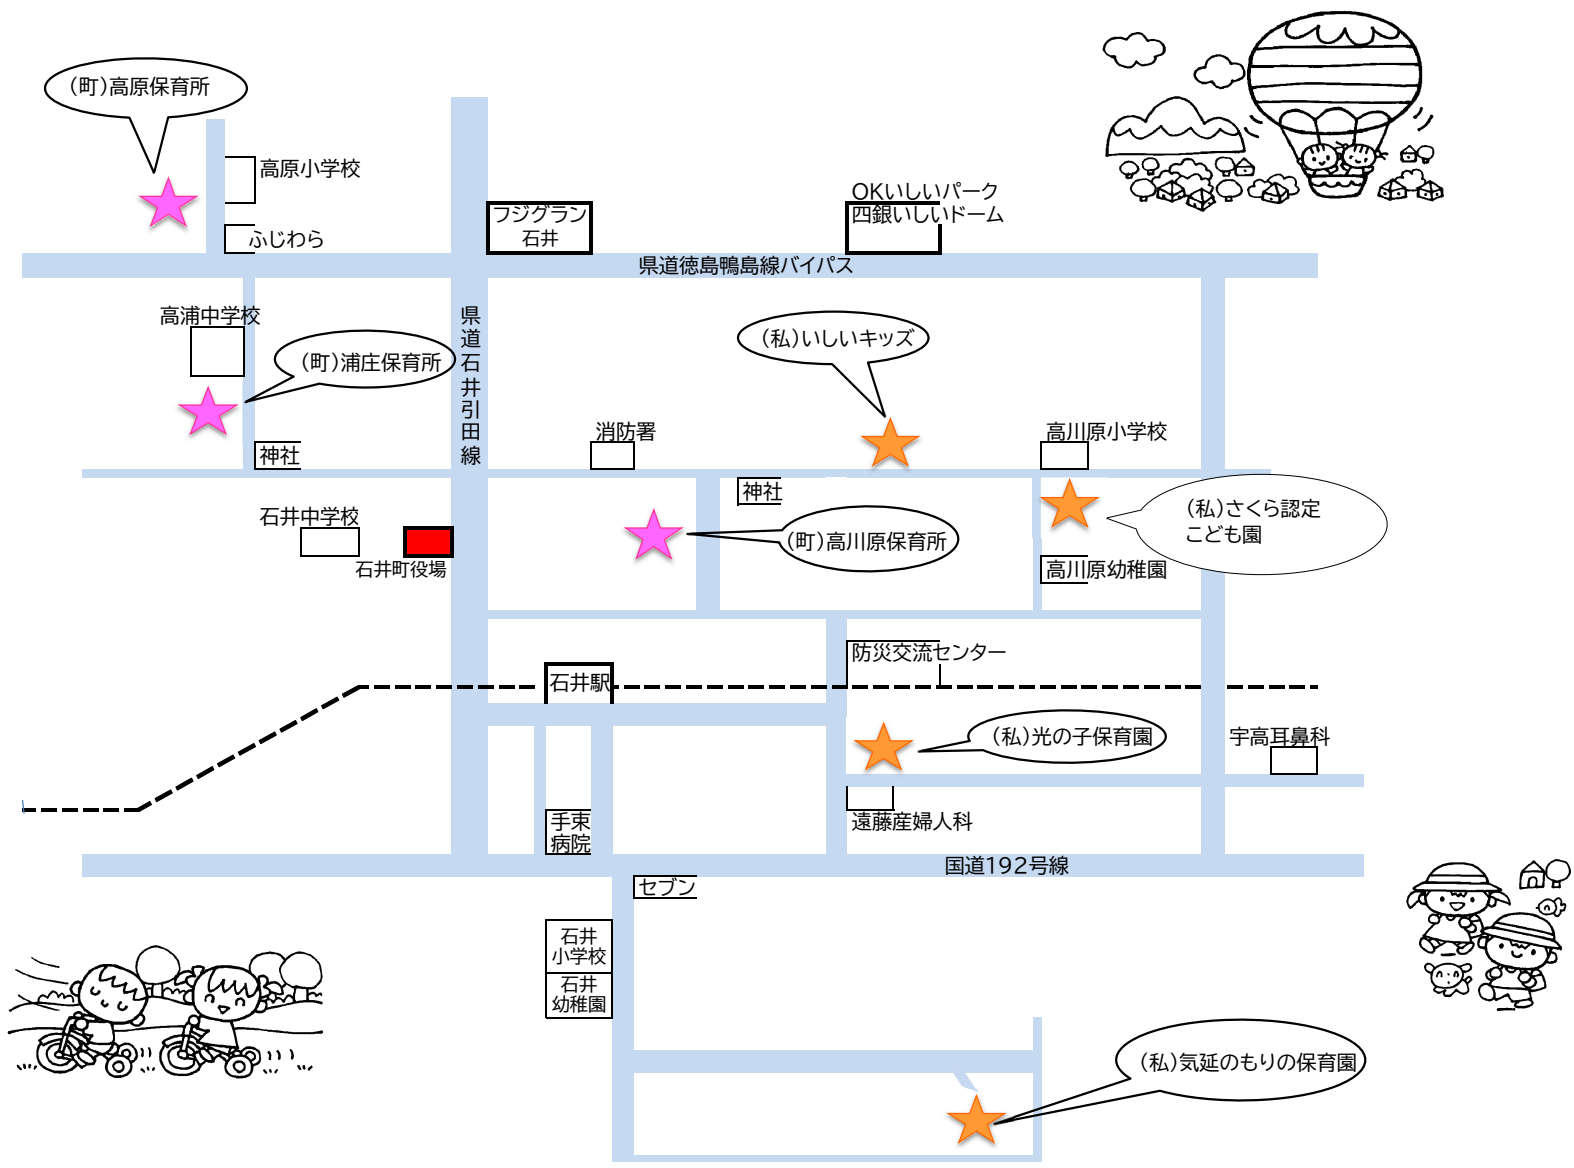 (町)高原保育所
高原小学校
ふじわら
フジグラン
石井
OKいしいパーク
四銀いしいドーム
県道徳島鴨島線バイパス
高浦中学校
(町)浦庄保育所
県道石井引田線
(私)いしいキッズ
神社
消防署
高川原小学校
神社
(私)さくら認定
こども園
石井中学校
石井町役場
(町)高川原保育所
高川原幼稚園
防災交流センター
石井駅
(私)光の子保育園
宇高耳鼻科
手束
病院
遠藤産婦人科
国道192号線
セブン
石井
小学校
石井
幼稚園
(私)気延のもりの保育園